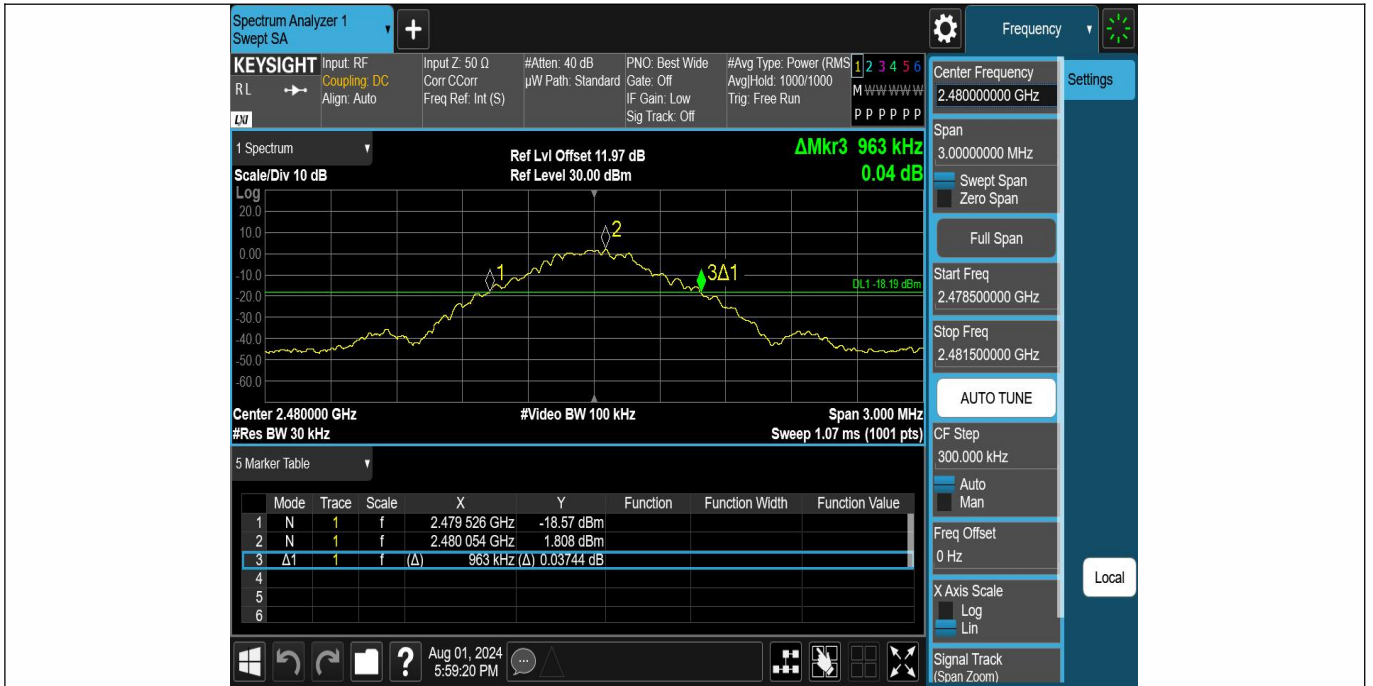 Spectrum Analyzer 1
Swept SA
+
Frequency
KEYSIGHT
RL
LXI
Input: RF
Coupling: DC
Align: Auto
Input Z: 50 Ω
Corr CCorr
Freq Ref: Int (S)
#Atten: 40 dB
µW Path: Standard
PNO: Best Wide
Gate: Off
IF Gain: Low
Sig Track: Off
#Avg Type: Power (RMS
Avg|Hold: 1000/1000
Trig: Free Run
1 2 3 4 5 6
M W W W W W
P P P P P P
1 Spectrum
Scale/Div 10 dB
Ref Lvl Offset 11.97 dB
Ref Level 30.00 dBm
ΔMkr3 963 kHz
0.04 dB
Log
20.0
10.0
0.00
-10.0
-20.0
-30.0
-40.0
-50.0
-60.0
1
2
3Δ1
DL1 -18.19 dBm
Center 2.480000 GHz
#Video BW 100 kHz
Span 3.000 MHz
#Res BW 30 kHz
Sweep 1.07 ms (1001 pts)
5 Marker Table
Mode Trace Scale X Y Function Function Width Function Value
1 N 1 f 2.479 526 GHz -18.57 dBm
2 N 1 f 2.480 054 GHz 1.808 dBm
3 Δ1 1 f (Δ) 963 kHz (Δ) 0.03744 dB
4
5
6
?
Aug 01, 2024
5:59:20 PM
Center Frequency
2.480000000 GHz
Settings
Span
3.00000000 MHz
Swept Span
Zero Span
Full Span
Start Freq
2.478500000 GHz
Stop Freq
2.481500000 GHz
AUTO TUNE
CF Step
300.000 kHz
Auto
Man
Freq Offset
0 Hz
Local
X Axis Scale
Log
Lin
Signal Track
(Span Zoom)